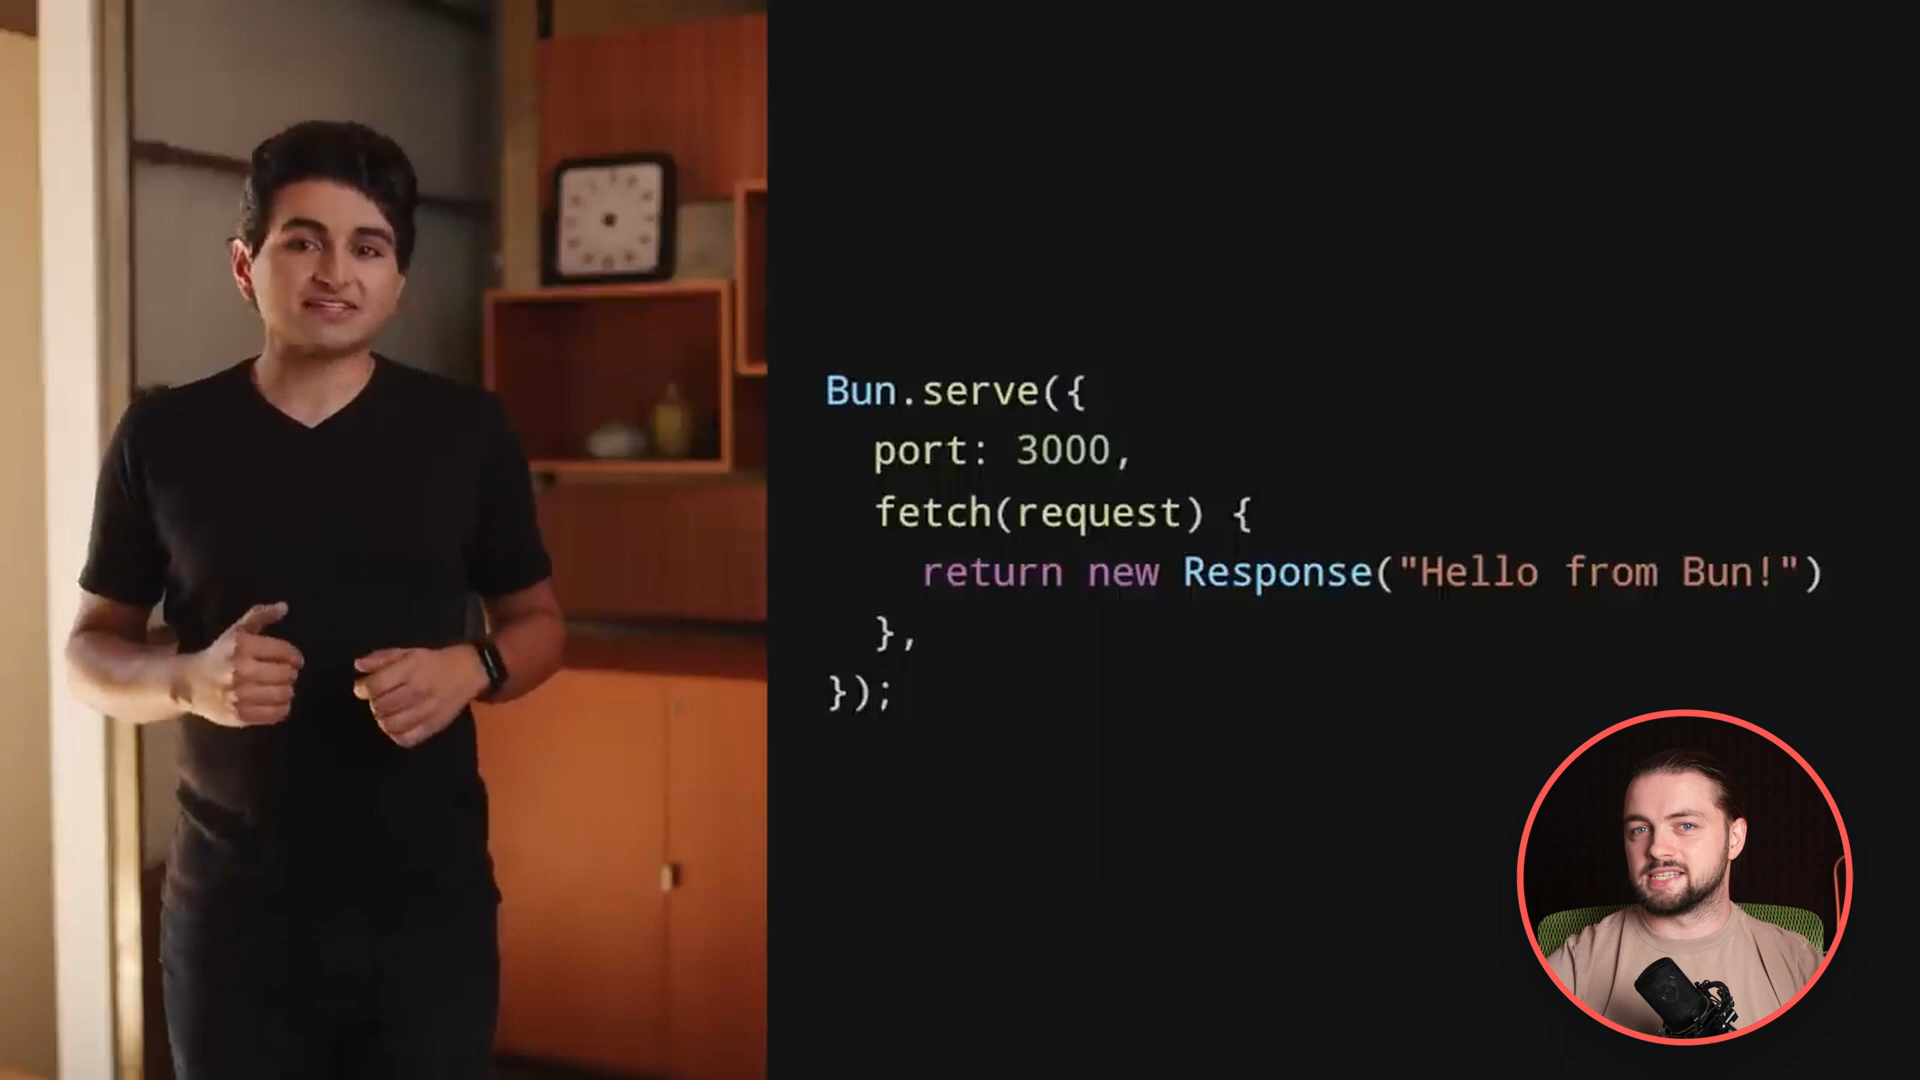 Bun.serve({
port: 3000,
fetch(request) {
return new Response("Hello from Bun!")
},
});